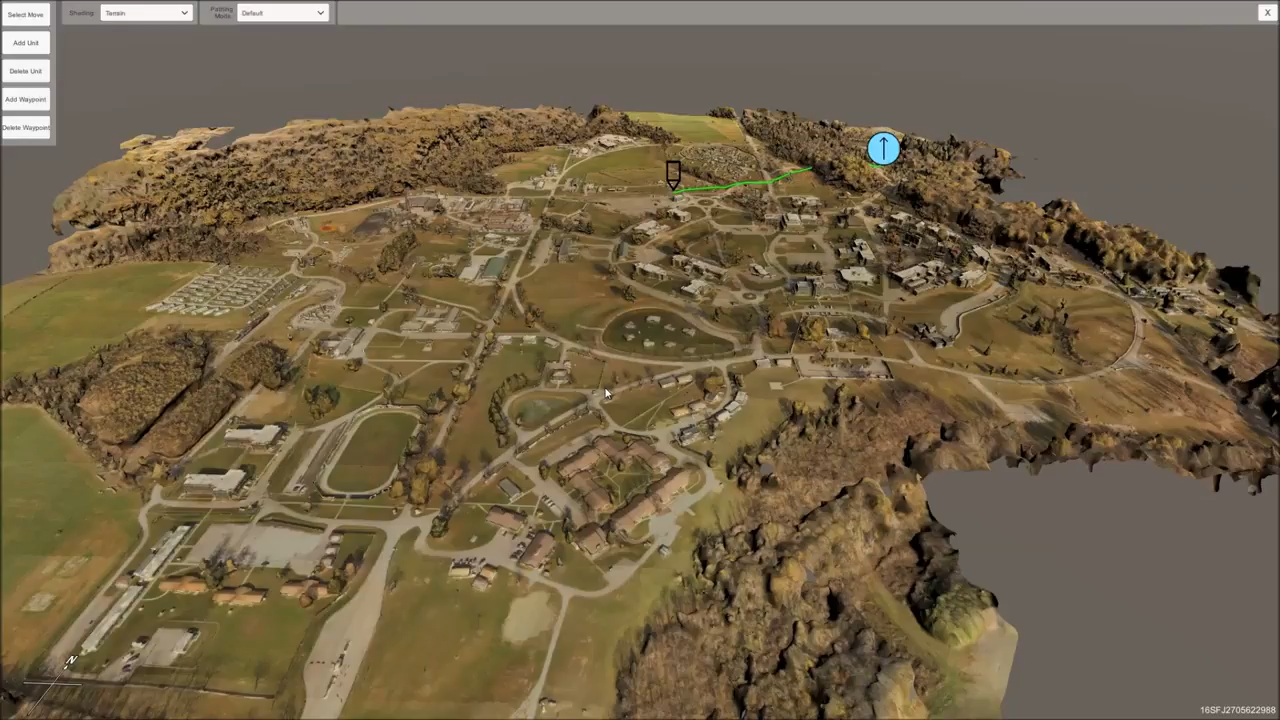 Select Move
Shading
Terrain
Pathing
Mode
Default
X
Add Unit
Delete Unit
Add Waypoint
Delete Waypoint
N
16SFJ2705622988